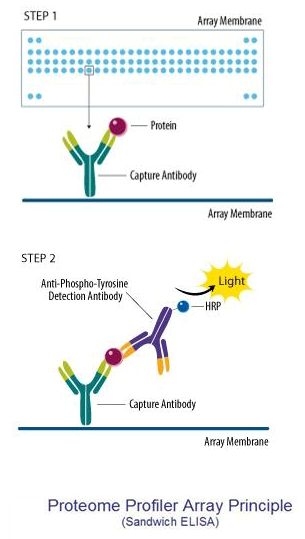 STEP 1
Array Membrane
Protein
Capture Antibody
Array Membrane
STEP 2
Anti-Phospho-Tyrosine
Detection Antibody
Light
HRP
Capture Antibody
Array Membrane
Proteome Profiler Array Principle
(Sandwich ELISA)